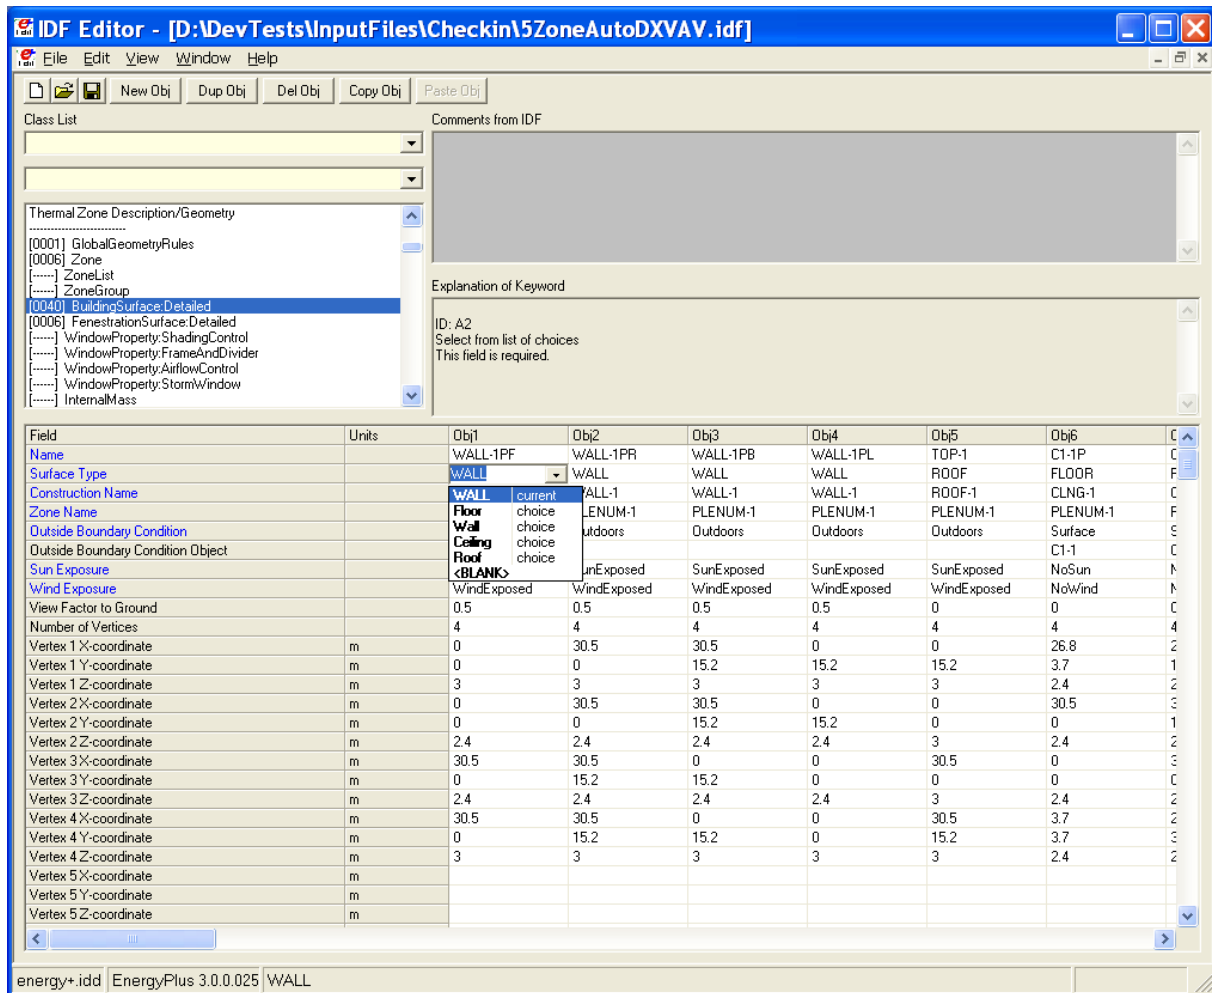 IDF Editor - [D:\DevTests\InputFiles\Checkin\5ZoneAutoDXVAV.idf]
File Edit View Window Help
New Obj Dup Obj Del Obj Copy Obj Paste Obj
Class List
Comments from IDF
Thermal Zone Description/Geometry
---------------------------
[0001] GlobalGeometryRules
[0006] Zone
[------] ZoneList
[------] ZoneGroup
[0040] BuildingSurface:Detailed
[0006] FenestrationSurface:Detailed
[------] WindowProperty:ShadingControl
[------] WindowProperty:FrameAndDivider
[------] WindowProperty:AirflowControl
[------] WindowProperty:StormWindow
[------] InternalMass
Explanation of Keyword
ID: A2
Select from list of choices
This field is required.
Field Units Obj1 Obj2 Obj3 Obj4 Obj5 Obj6
Name WALL-1PF WALL-1PR WALL-1PB WALL-1PL TOP-1 C1-1P
Surface Type WALL WALL WALL WALL ROOF FLOOR
Construction Name WALL-1 WALL-1 ROOF-1 CLNG-1
Zone Name PLENUM-1 PLENUM-1 PLENUM-1 PLENUM-1
Outside Boundary Condition Outdoors Outdoors Outdoors Surface
Outside Boundary Condition Object C1-1
Sun Exposure SunExposed SunExposed SunExposed NoSun
Wind Exposure WindExposed WindExposed WindExposed WindExposed WindExposed NoWind
WALL current
Floor choice
Wall choice
Ceiling choice
Roof choice
<BLANK>
View Factor to Ground 0.5 0.5 0.5 0.5 0 0
Number of Vertices 4 4 4 4 4 4
Vertex 1 X-coordinate m 0 30.5 30.5 0 0 26.8
Vertex 1 Y-coordinate m 0 0 15.2 15.2 15.2 3.7
Vertex 1 Z-coordinate m 3 3 3 3 3 2.4
Vertex 2 X-coordinate m 0 30.5 30.5 0 0 30.5
Vertex 2 Y-coordinate m 0 0 15.2 15.2 0 0
Vertex 2 Z-coordinate m 2.4 2.4 2.4 2.4 3 2.4
Vertex 3 X-coordinate m 30.5 30.5 0 0 30.5 0
Vertex 3 Y-coordinate m 0 15.2 15.2 0 0 0
Vertex 3 Z-coordinate m 2.4 2.4 2.4 2.4 3 2.4
Vertex 4 X-coordinate m 30.5 30.5 0 0 30.5 3.7
Vertex 4 Y-coordinate m 0 15.2 15.2 0 15.2 3.7
Vertex 4 Z-coordinate m 3 3 3 3 3 2.4
Vertex 5 X-coordinate m
Vertex 5 Y-coordinate m
Vertex 5 Z-coordinate m
energy+.idd EnergyPlus 3.0.0.025 WALL